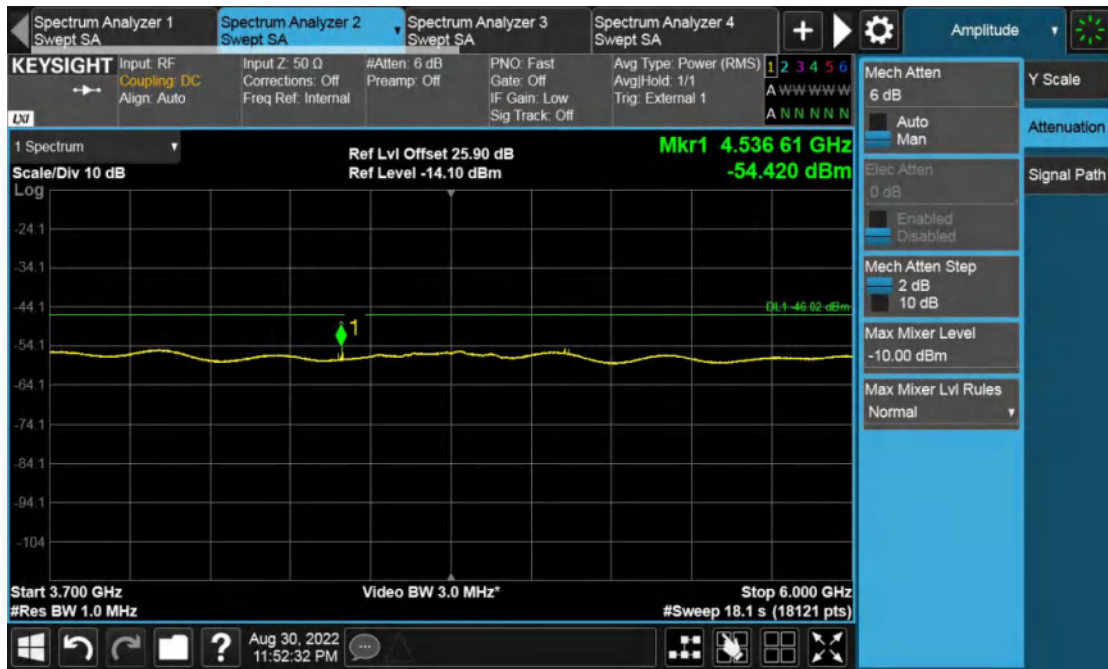 Spectrum Analyzer 1
Swept SA
Spectrum Analyzer 2
Swept SA
Spectrum Analyzer 3
Swept SA
Spectrum Analyzer 4
Swept SA
+
Amplitude
KEYSIGHT
LXI
Input: RF
Coupling: DC
Align: Auto
Input Z: 50 Ω
Corrections: Off
Freq Ref: Internal
#Atten: 6 dB
Preamp: Off
PNO: Fast
Gate: Off
IF Gain: Low
Sig Track: Off
Avg Type: Power (RMS)
Avg|Hold: 1/1
Trig: External 1
1 2 3 4 5 6
A W W W W W
A N N N N N
1 Spectrum
Scale/Div 10 dB
Log
Ref Lvl Offset 25.90 dB
Ref Level -14.10 dBm
Mkr1 4.536 61 GHz
-54.420 dBm
-24.1
-34.1
-44.1
-54.1
-64.1
-74.1
-84.1
-94.1
-104
DL1 -46.02 dBm
1
Start 3.700 GHz
#Res BW 1.0 MHz
Video BW 3.0 MHz*
Stop 6.000 GHz
#Sweep 18.1 s (18121 pts)
Mech Atten
6 dB
Auto
Man
Elec Atten
0 dB
Enabled
Disabled
Mech Atten Step
2 dB
10 dB
Max Mixer Level
-10.00 dBm
Max Mixer Lvl Rules
Normal
Y Scale
Attenuation
Signal Path
?
Aug 30, 2022
11:52:32 PM